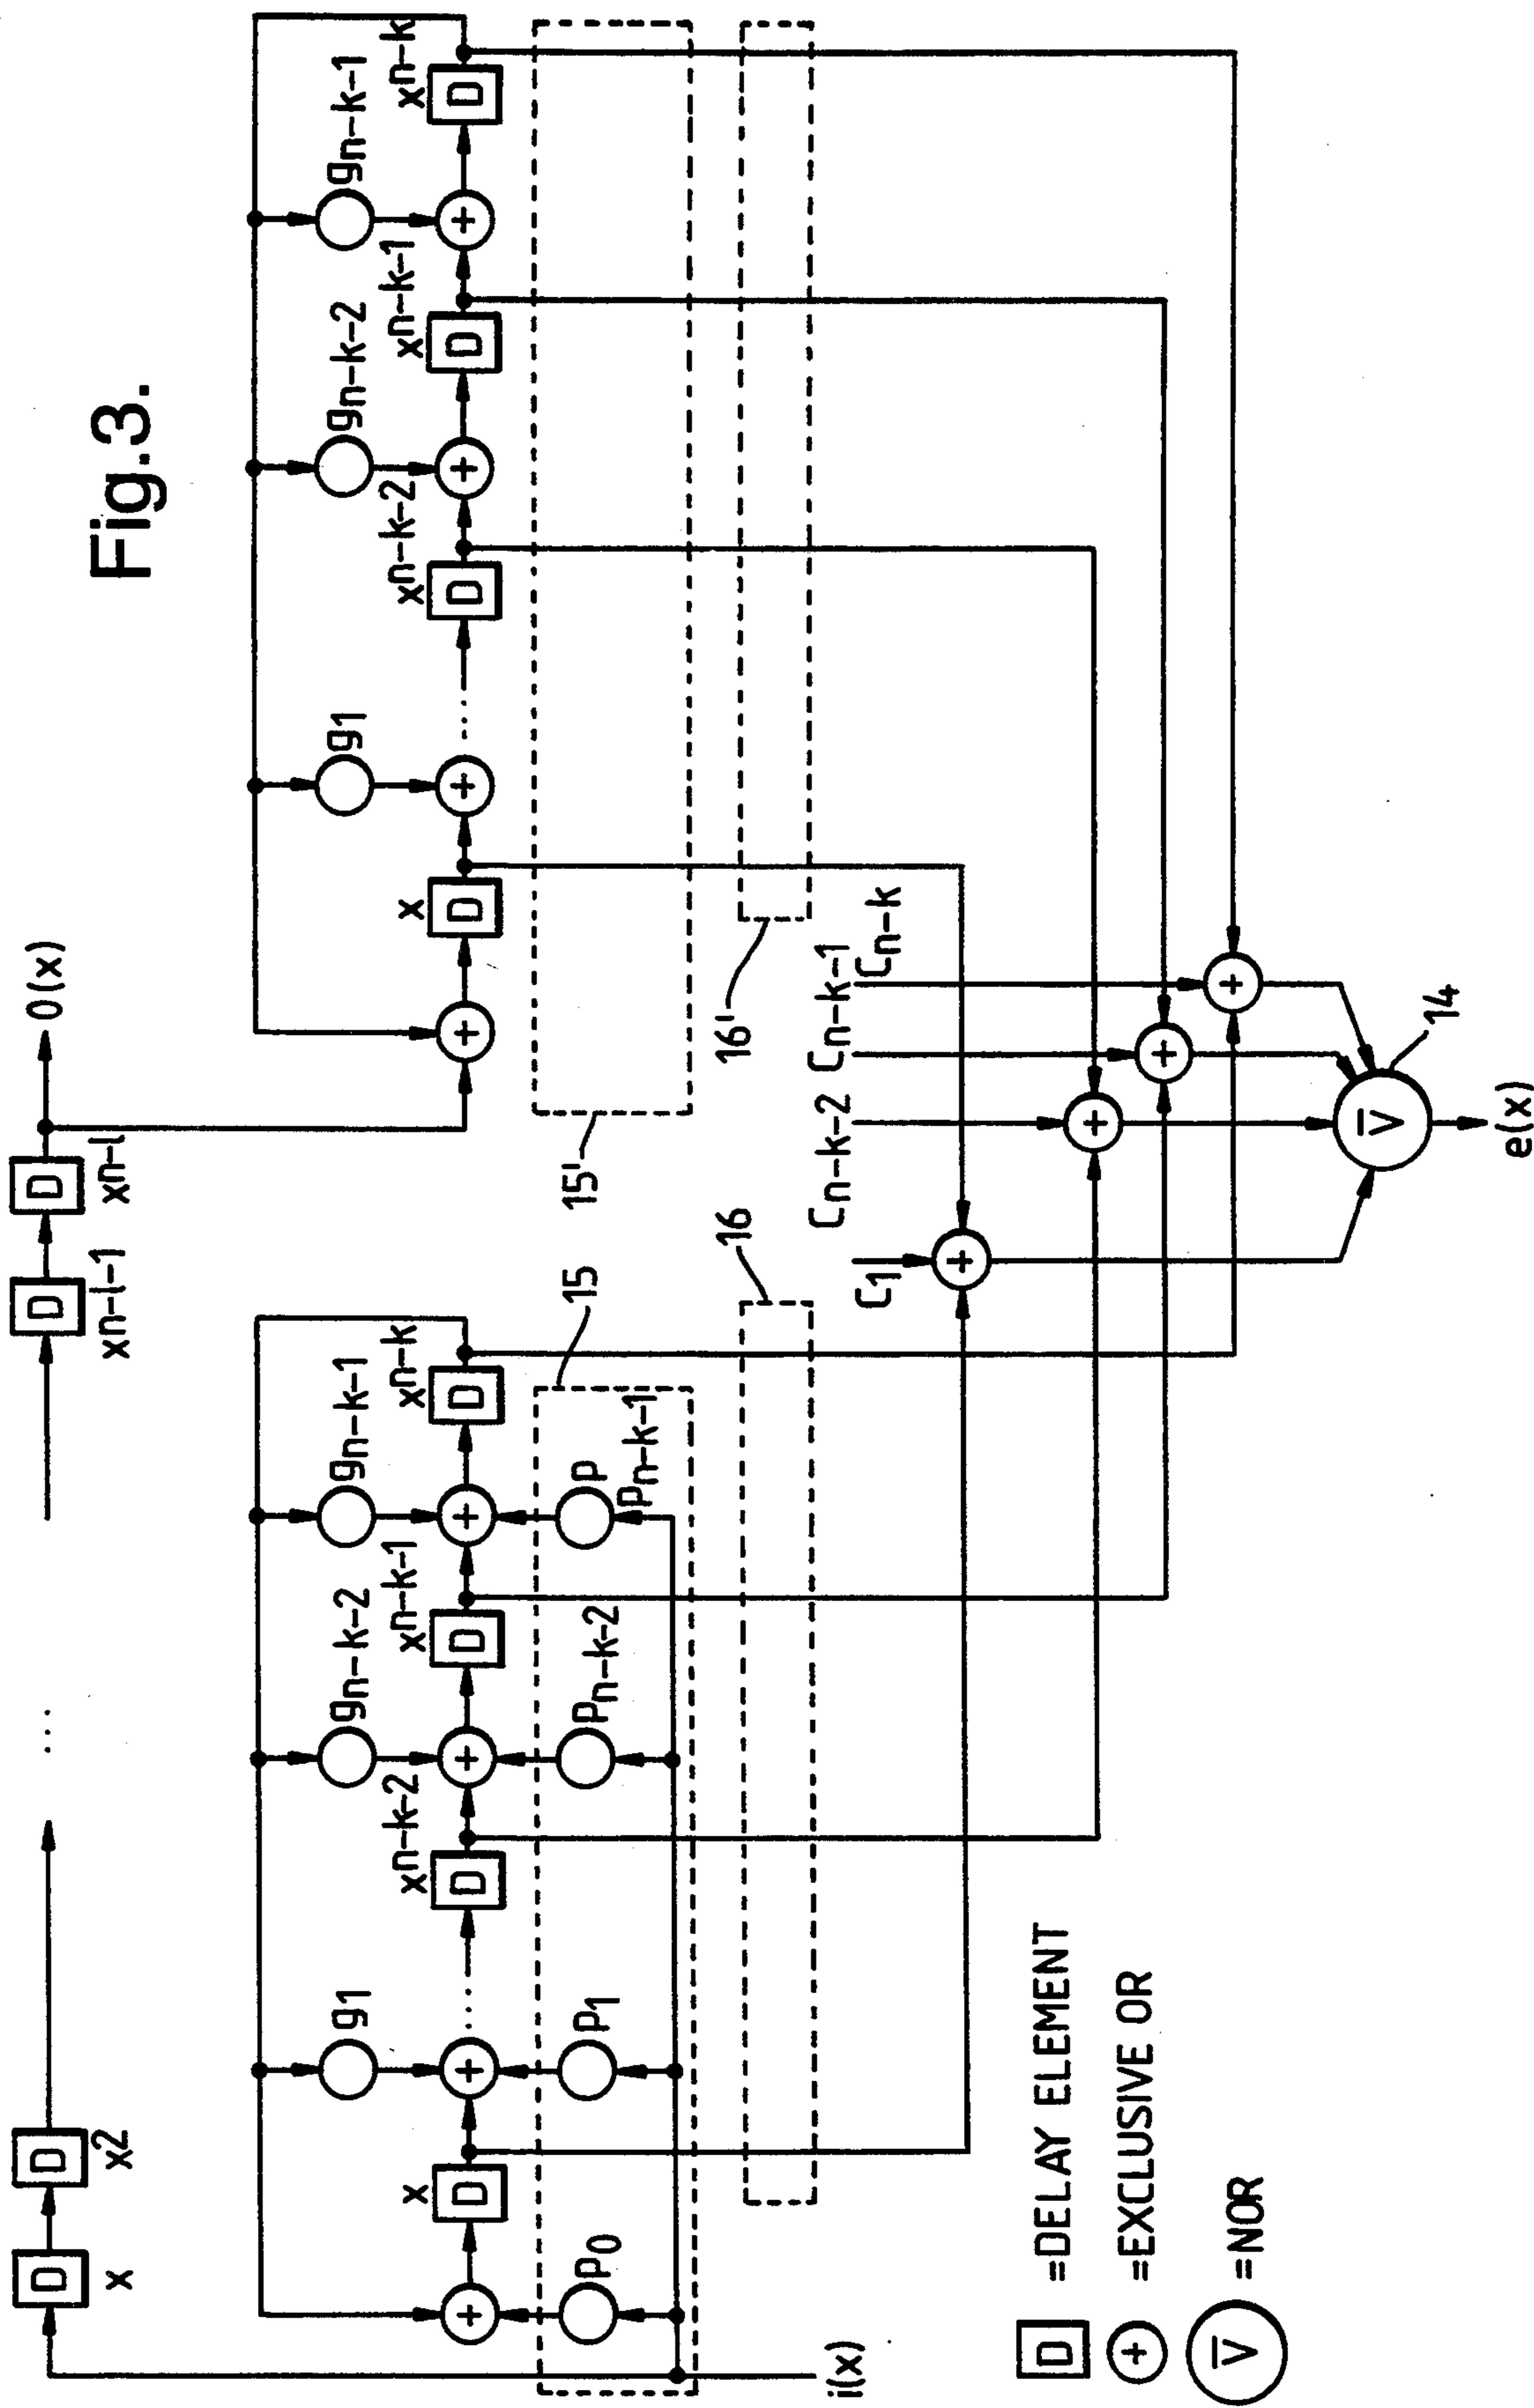 Fig.3.
D D ... D D O(x)
x x2 xn-l-1 xn-l
g1 gn-k-2 gn-k-1 g1 gn-k-2 gn-k-1
x xn-k-2 xn-k-1 xn-k x xn-k-2 xn-k-1 xn-k
+ D + ... D + D + D + D + ... D + D + D
15 15'
p0 p1 pn-k-2 p pn-k-1
16 16'
i(x)
C1 Cn-k-2 Cn-k-1 Cn-k
+ + + +
V 14
e(x)
D =DELAY ELEMENT
+ =EXCLUSIVE OR
V =NOR